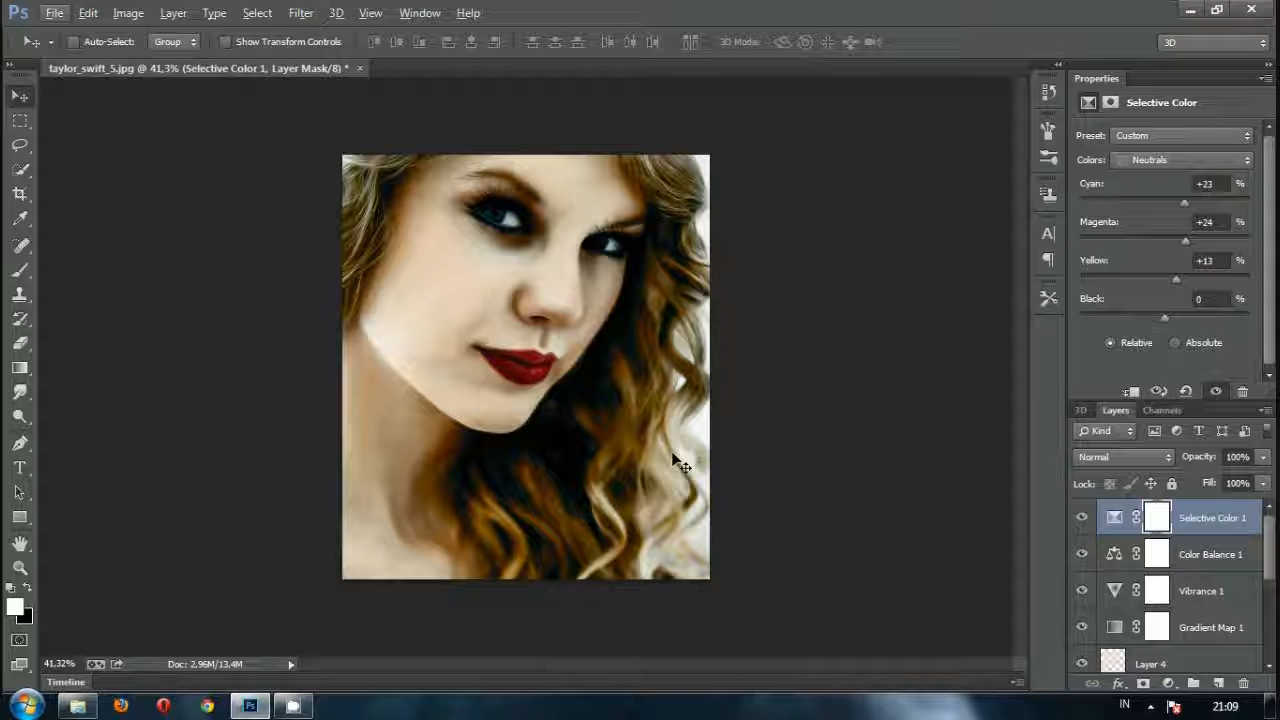 Ps File Edit Image Layer Type Select Filter 3D View Window Help
Auto-Select: Group Show Transform Controls 3D Mode: 3D
taylor_swift_5.jpg @ 41,3% (Selective Color 1, Layer Mask/8) * ×
Properties
Selective Color
Preset: Custom
Colors: Neutrals
Cyan: +23 %
Magenta: +24 %
Yellow: +13 %
Black: 0 %
Relative Absolute
3D Layers Channels
Kind
Normal Opacity: 100%
Lock: Fill: 100%
Selective Color 1
Color Balance 1
Vibrance 1
Gradient Map 1
Layer 4
41,32% Doc: 2,96M/13,4M
Timeline
Ps IN 21:09